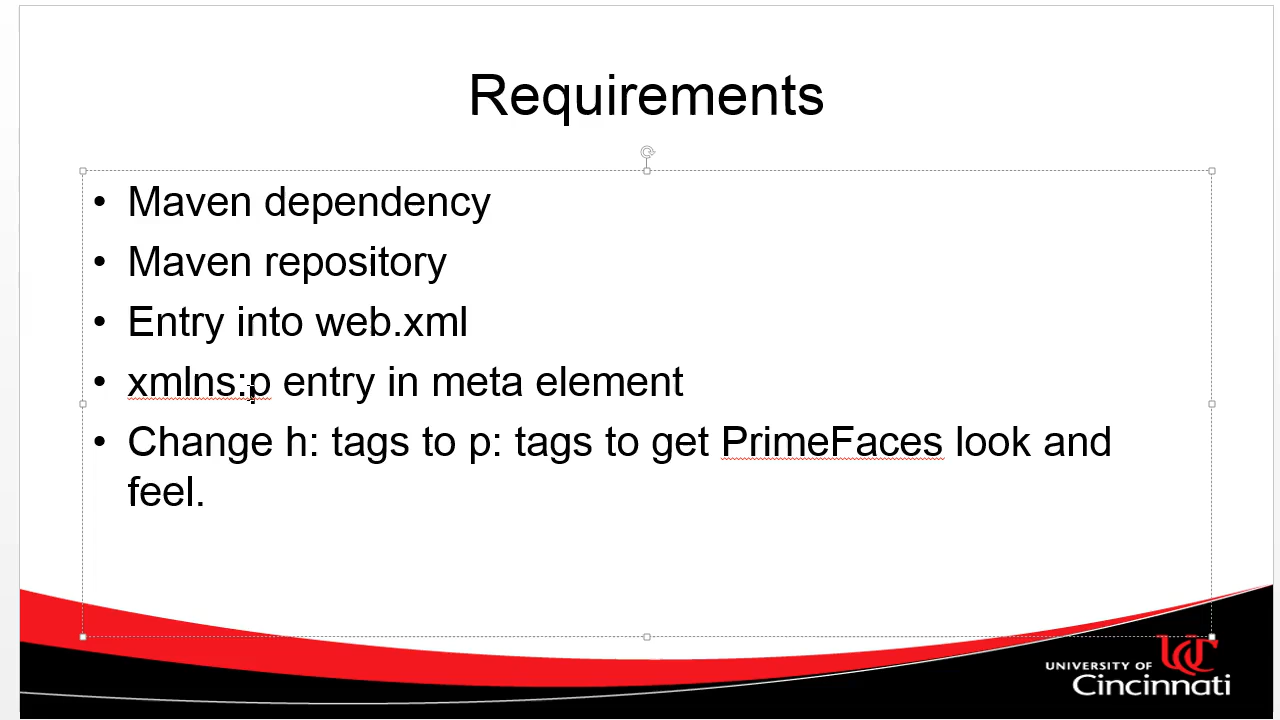 Requirements
• Maven dependency
• Maven repository
• Entry into web.xml
• xmlns:p entry in meta element
• Change h: tags to p: tags to get PrimeFaces look and
feel.
UC
UNIVERSITY OF
Cincinnati